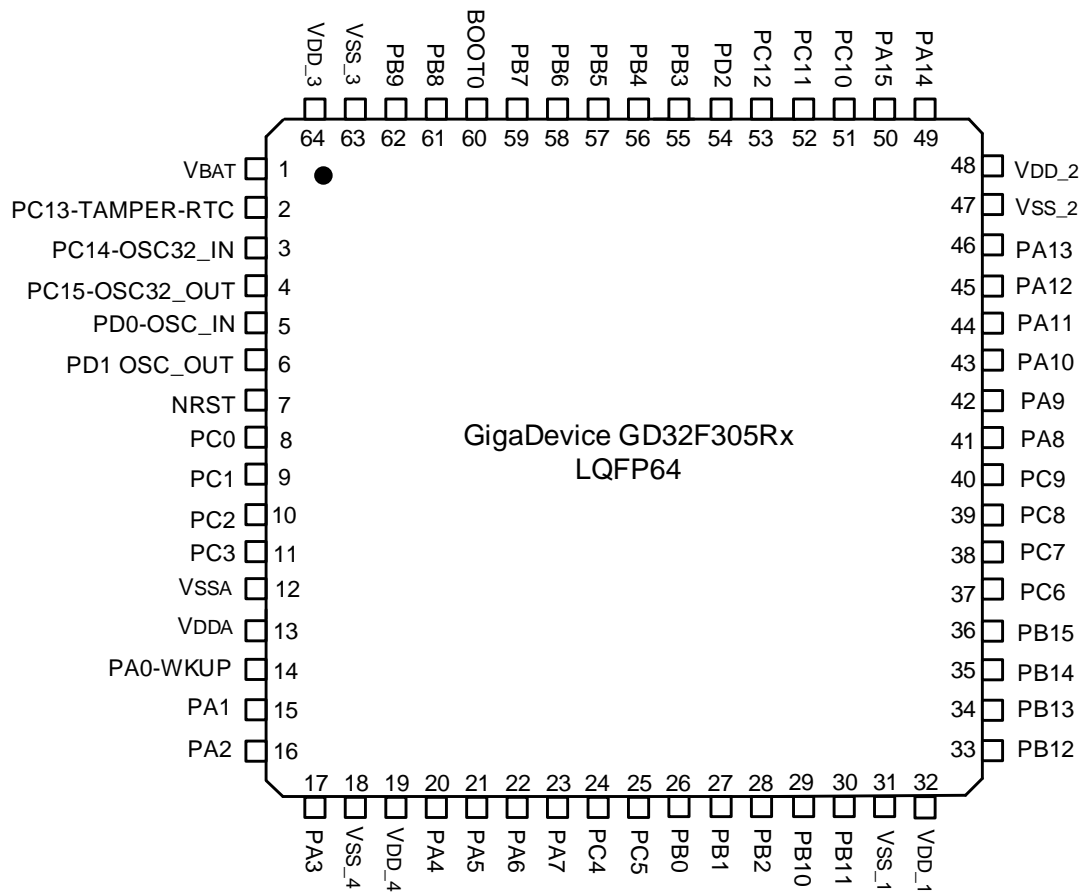 VDD_3 VSS_3 PB9 PB8 BOOT0 PB7 PB6 PB5 PB4 PB3 PD2 PC12 PC11 PC10 PA15 PA14
64 63 62 61 60 59 58 57 56 55 54 53 52 51 50 49
VBAT 1 48 VDD_2
PC13-TAMPER-RTC 2 47 VSS_2
PC14-OSC32_IN 3 46 PA13
PC15-OSC32_OUT 4 45 PA12
PD0-OSC_IN 5 44 PA11
PD1 OSC_OUT 6 43 PA10
NRST 7 42 PA9
PC0 8 41 PA8
GigaDevice GD32F305Rx
LQFP64
PC1 9 40 PC9
PC2 10 39 PC8
PC3 11 38 PC7
VSSA 12 37 PC6
VDDA 13 36 PB15
PA0-WKUP 14 35 PB14
PA1 15 34 PB13
PA2 16 33 PB12
17 18 19 20 21 22 23 24 25 26 27 28 29 30 31 32
PA3 VSS_4 VDD_4 PA4 PA5 PA6 PA7 PC4 PC5 PB0 PB1 PB2 PB10 PB11 VSS_1 VDD_1